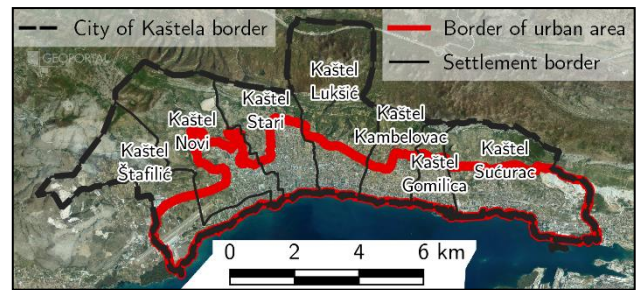 City of Kaštela border
Border of urban area
Settlement border
GEOPORTAL
Kaštel
Lukšić
Kaštel
Stari
Kaštel
Novi
Kaštel
Kambelovac
Kaštel
Štafilić
Kaštel
Gomilica
Kaštel
Sućurac
0 2 4 6 km